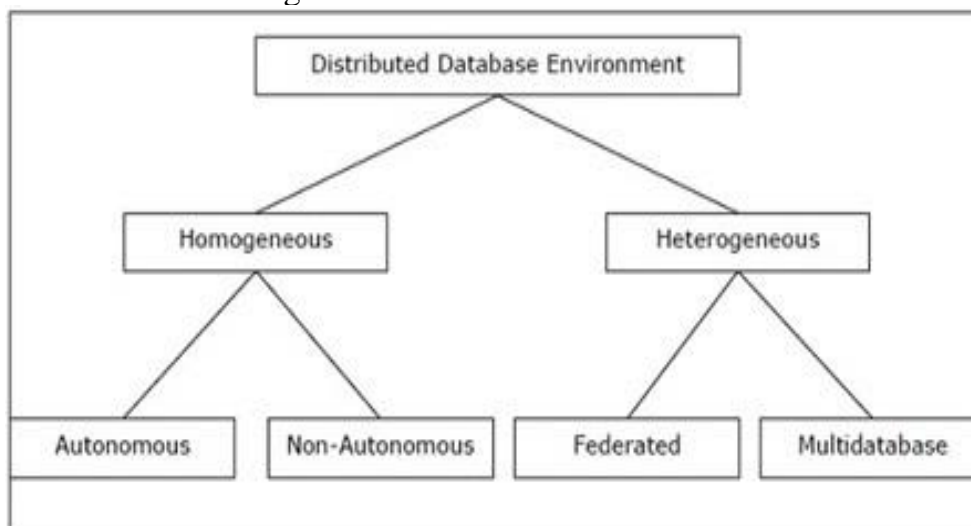 Distributed Database Environment
Homogeneous
Heterogeneous
Autonomous
Non-Autonomous
Federated
Multidatabase